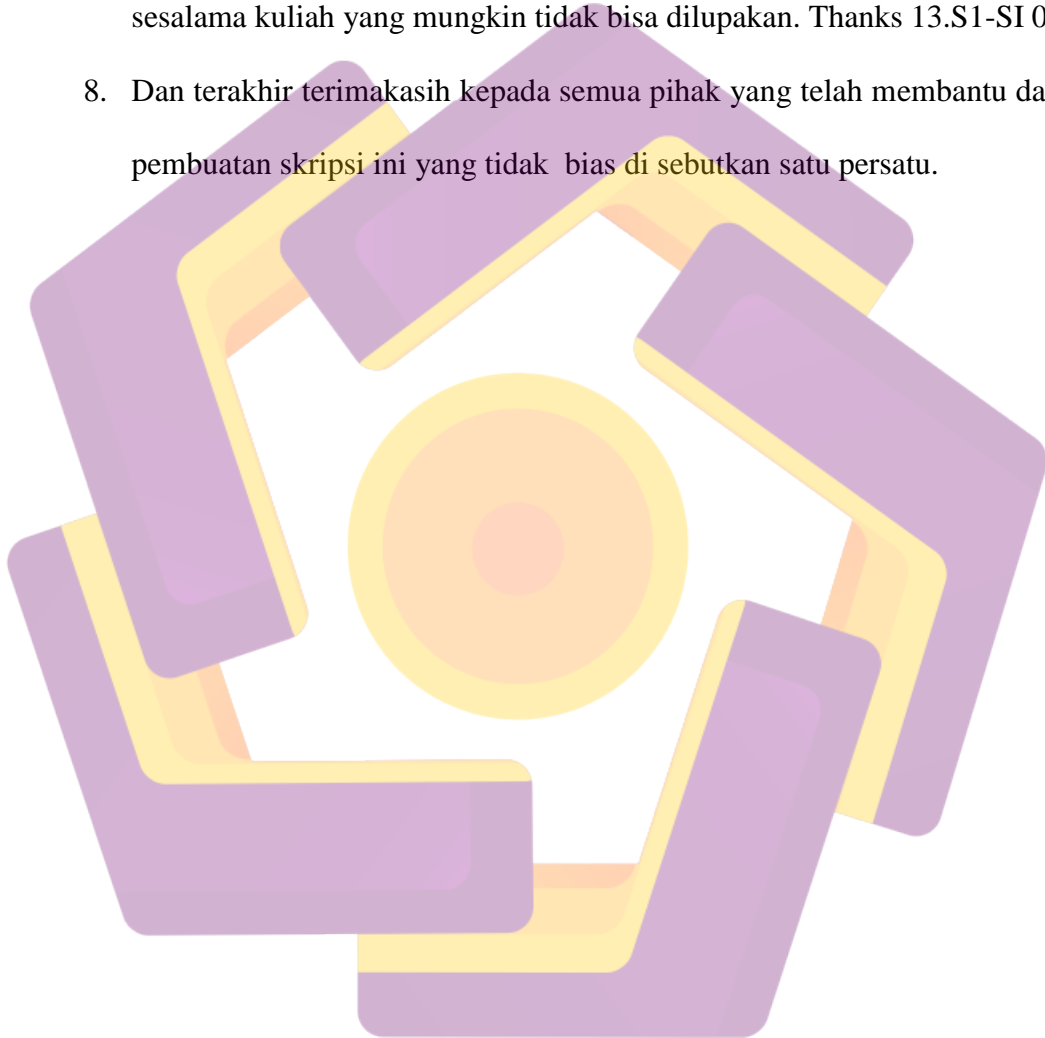 sesalama kuliah yang mungkin tidak bisa dilupakan. Thanks 13.S1-SI 0
8. Dan terakhir terimakasih kepada semua pihak yang telah membantu da
pembuatan skripsi ini yang tidak bias di sebutkan satu persatu.